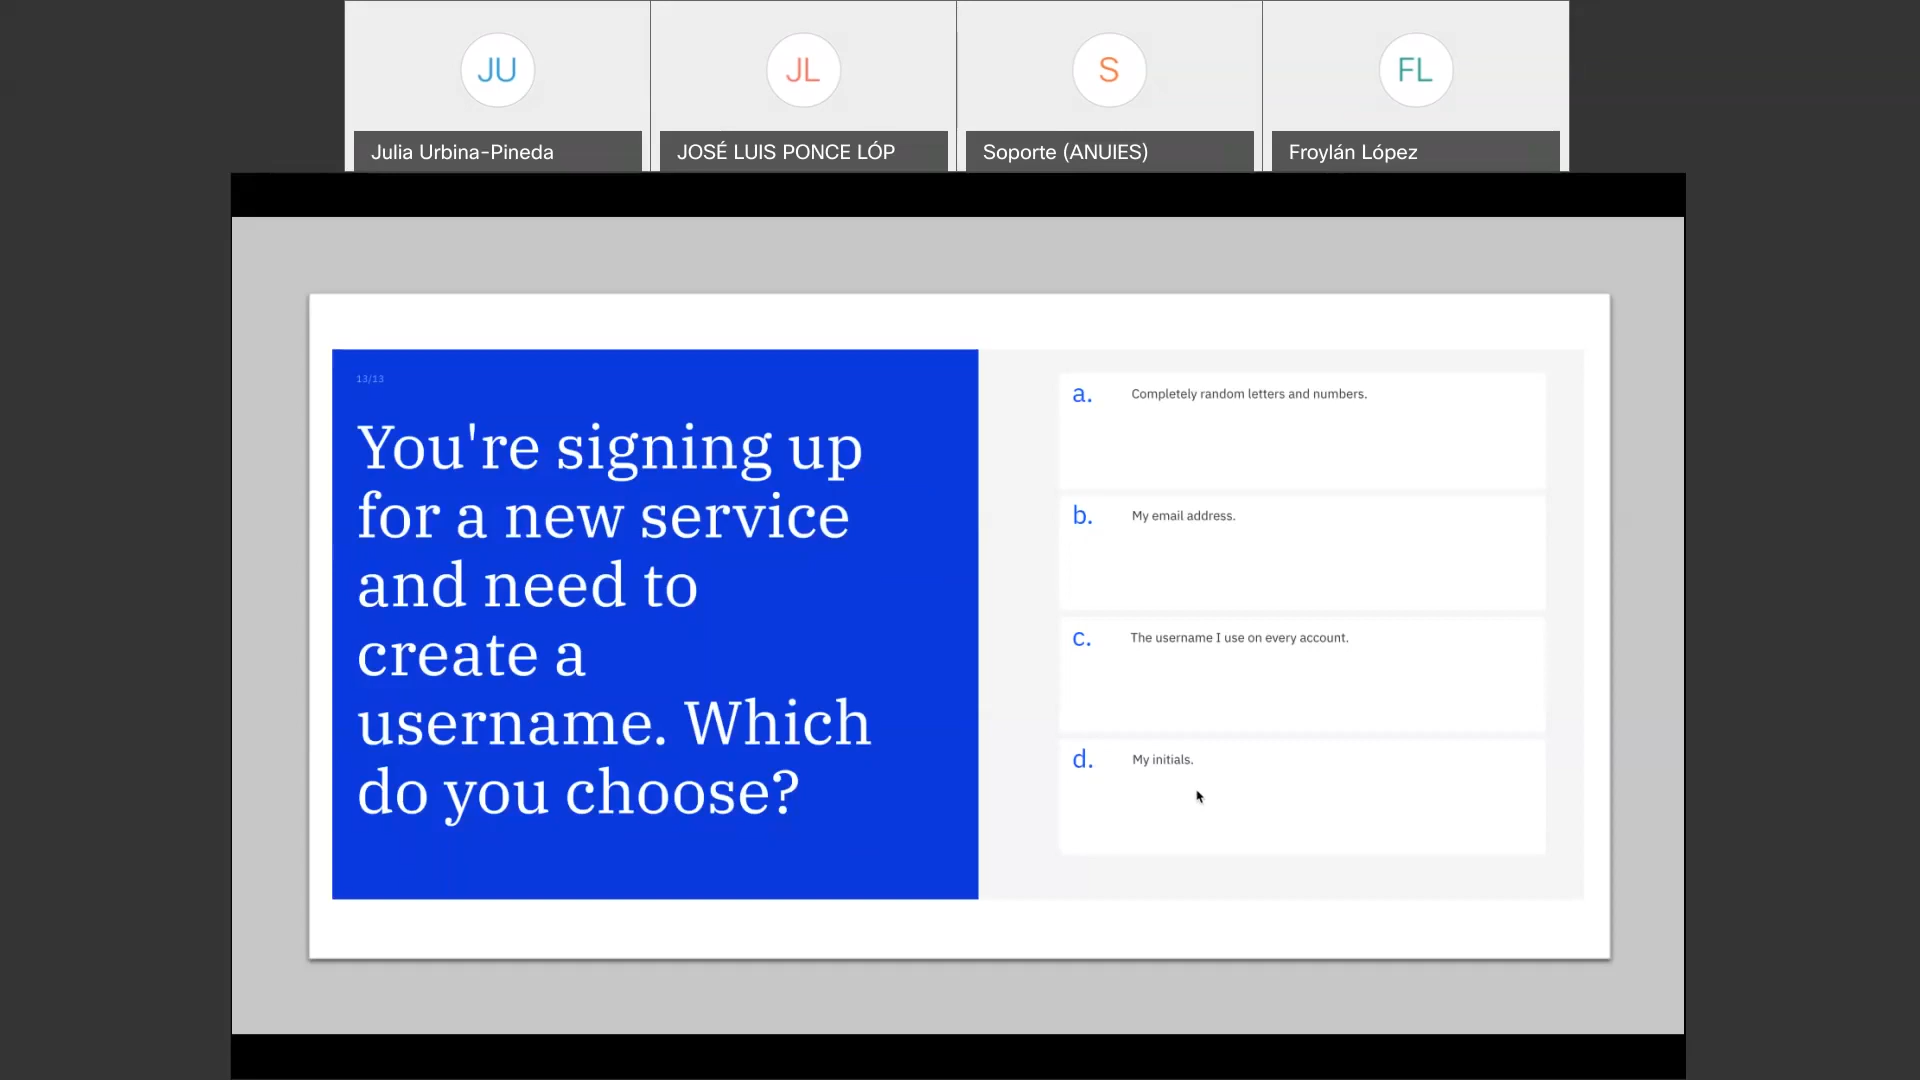 JU
JL
S
FL
Julia Urbina-Pineda
JOSÉ LUIS PONCE LÓP
Soporte (ANUIES)
Froylán López
13/13
You're signing up
for a new service
and need to
create a
username. Which
do you choose?
a. Completely random letters and numbers.
b. My email address.
c. The username I use on every account.
d. My initials.